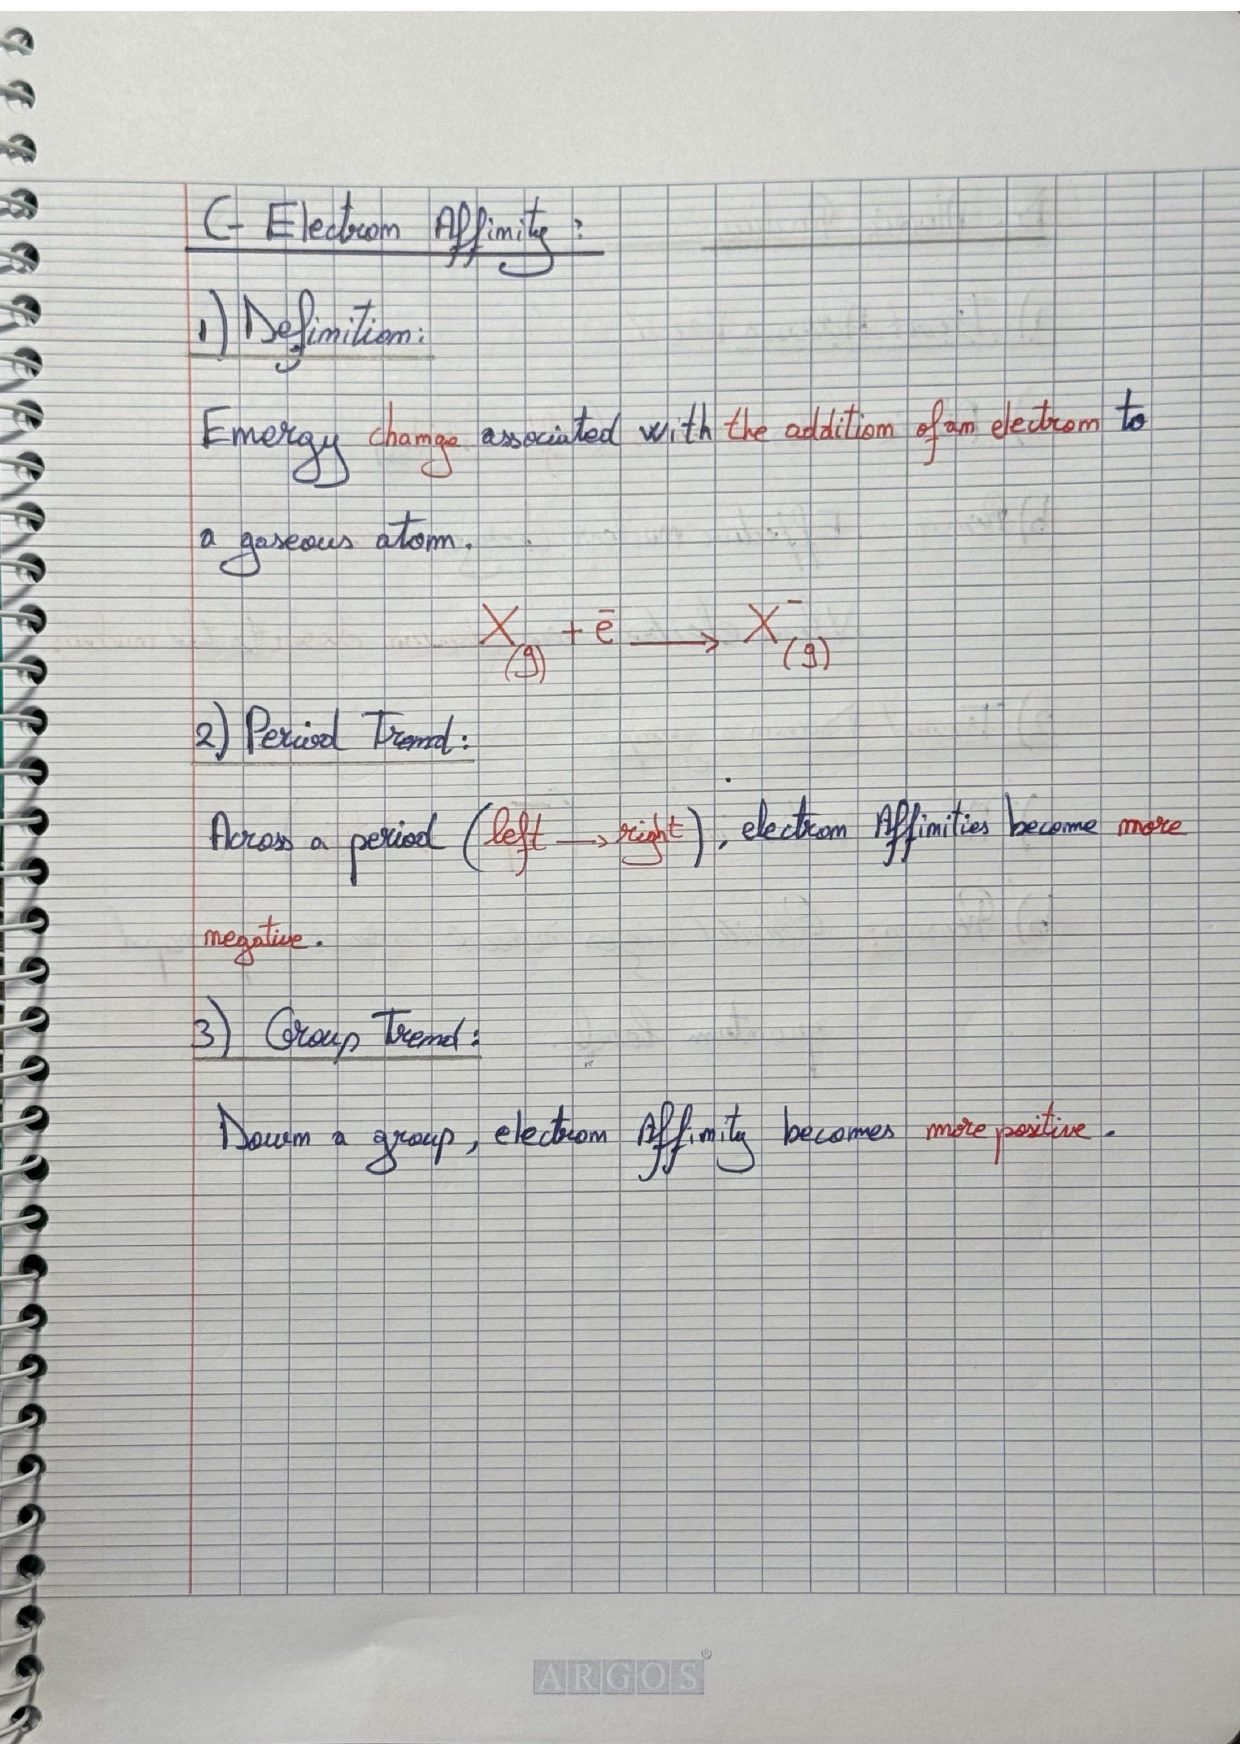 C- Electron Affinity:
1) Definition:
Energy change associated with the addition of an electron to
a gaseous atom.
X(g) + e̅ ⟶ X⁻(g)
2) Period Trend:
Across a period (left ⟶ right), electron Affinities become more
negative.
3) Group Trend:
Down a group, electron Affinity becomes more positive.
ARGOS®